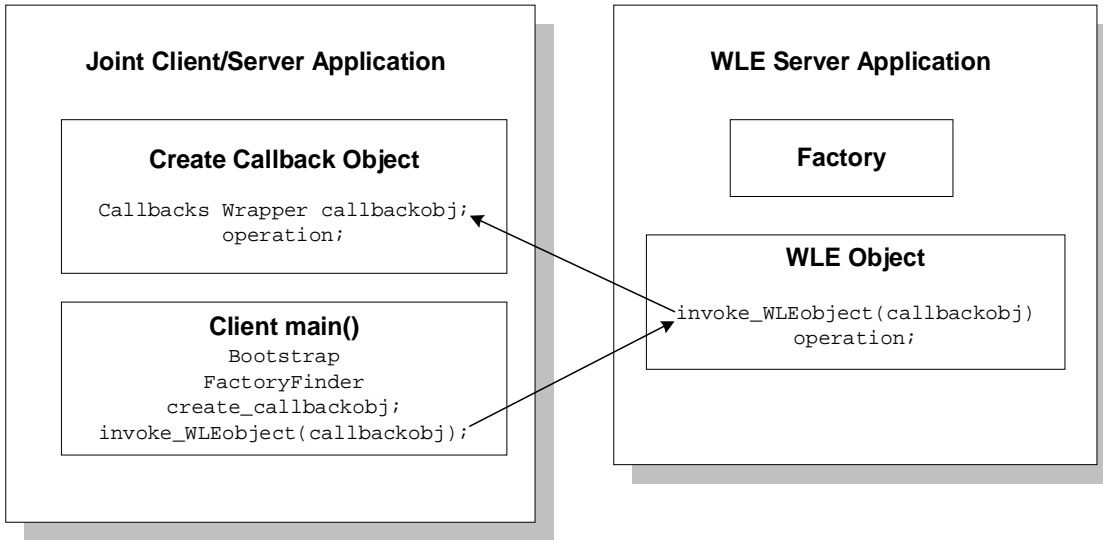 Joint Client/Server Application
Create Callback Object
Callbacks Wrapper callbackobj;
operation;
Client main()
Bootstrap
FactoryFinder
create_callbackobj;
invoke_WLEobject(callbackobj);
WLE Server Application
Factory
WLE Object
invoke_WLEobject(callbackobj)
operation;